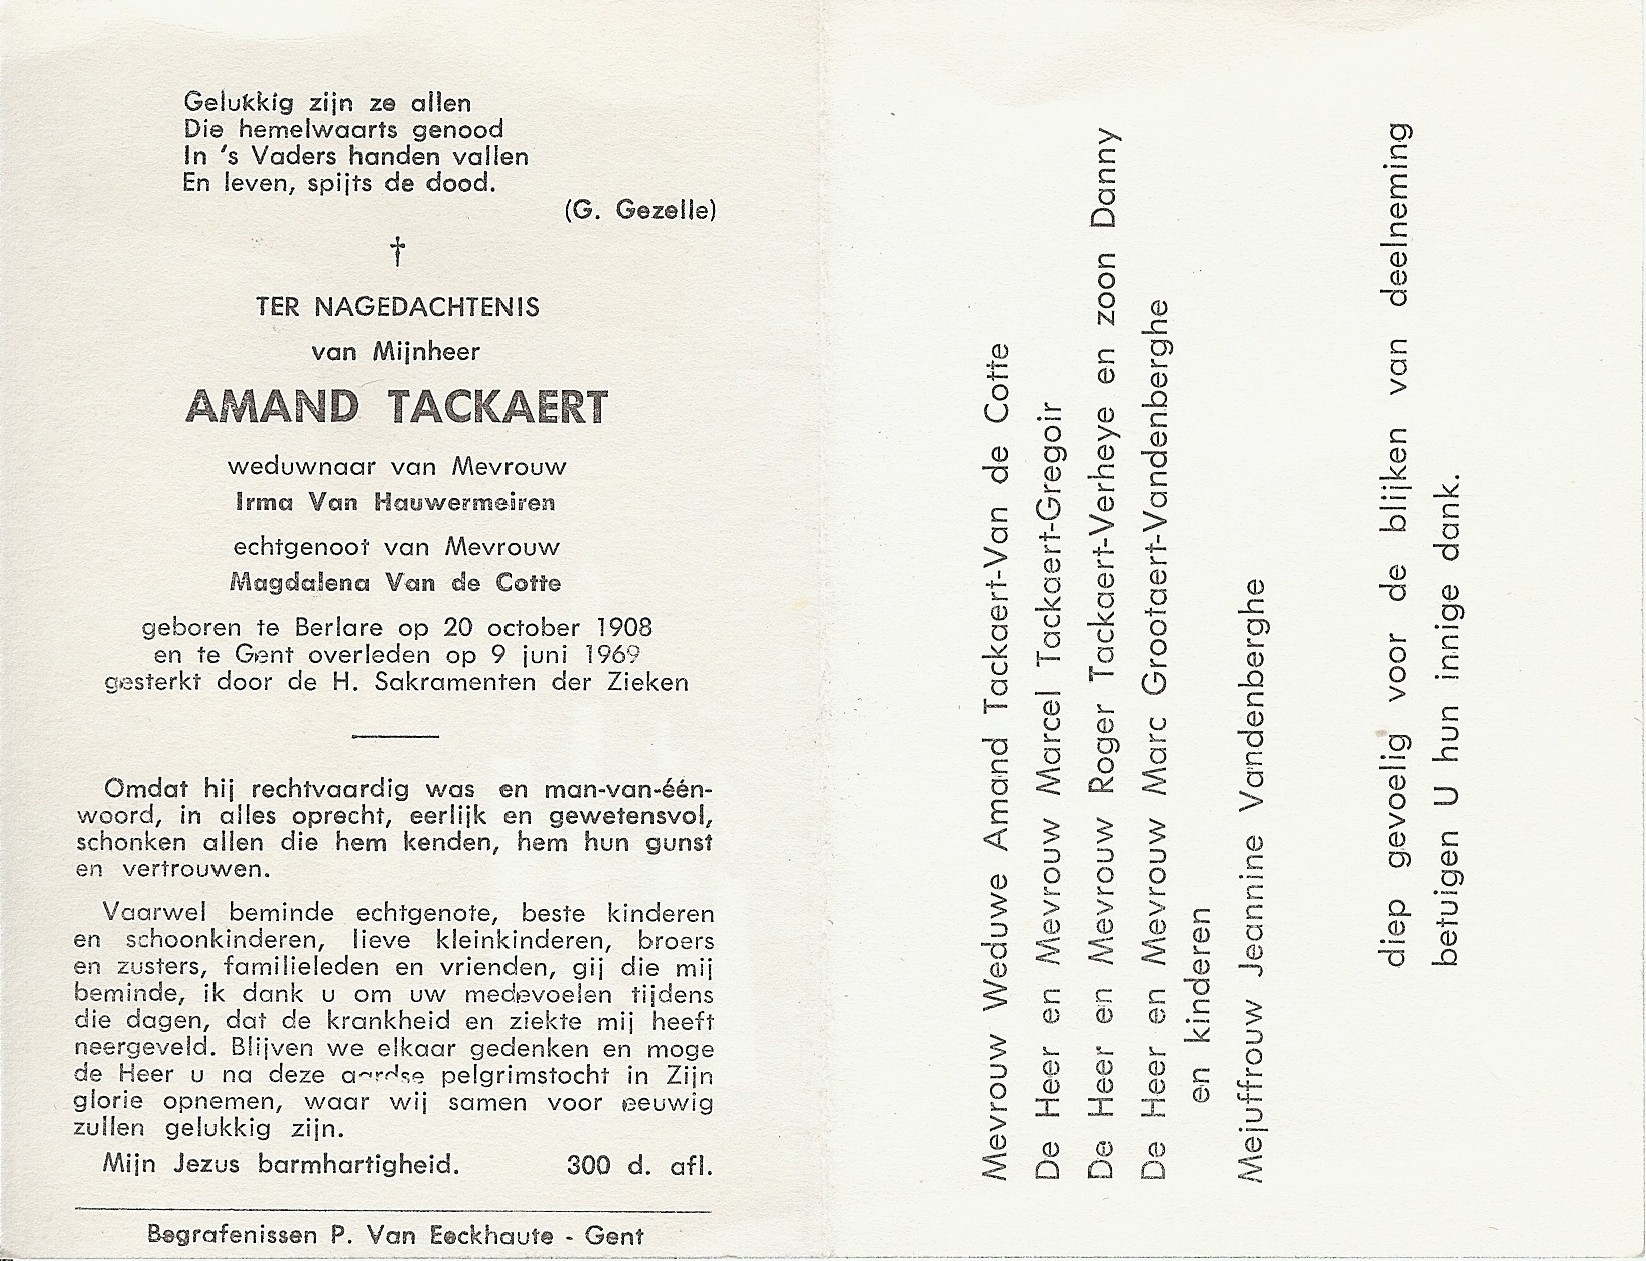 Gelukkig zijn ze allen
Die hemelwaarts genood
In 's Vaders handen vallen
En leven, spijts de dood.
(G. Gezelle)
†
TER NAGEDACHTENIS
van Mijnheer
AMAND TACKAERT
weduwnaar van Mevrouw
Irma Van Hauwermeiren
echtgenoot van Mevrouw
Magdalena Van de Cotte
geboren te Berlare op 20 october 1908
en te Gent overleden op 9 juni 1969
gesterkt door de H. Sakramenten der Zieken
Omdat hij rechtvaardig was en man-van-één-
woord, in alles oprecht, eerlijk en gewetensvol,
schonken allen die hem kenden, hem hun gunst
en vertrouwen.
Vaarwel beminde echtgenote, beste kinderen
en schoonkinderen, lieve kleinkinderen, broers
en zusters, familieleden en vrienden, gij die mij
beminde, ik dank u om uw medevoelen tijdens
die dagen, dat de krankheid en ziekte mij heeft
neergeveld. Blijven we elkaar gedenken en moge
de Heer u na deze aardse pelgrimstocht in Zijn
glorie opnemen, waar wij samen voor eeuwig
zullen gelukkig zijn.
Mijn Jezus barmhartigheid. 300 d. afl.
Begrafenissen P. Van Eeckhaute - Gent
Mevrouw Weduwe Amand Tackaert-Van de Cotte
De Heer en Mevrouw Marcel Tackaert-Gregoir
De Heer en Mevrouw Roger Tackaert-Verheye en zoon Danny
De Heer en Mevrouw Marc Grootaert-Vandenberghe
en kinderen
Mejuffrouw Jeannine Vandenberghe
diep gevoelig voor de blijken van deelneming
betuigen U hun innige dank.